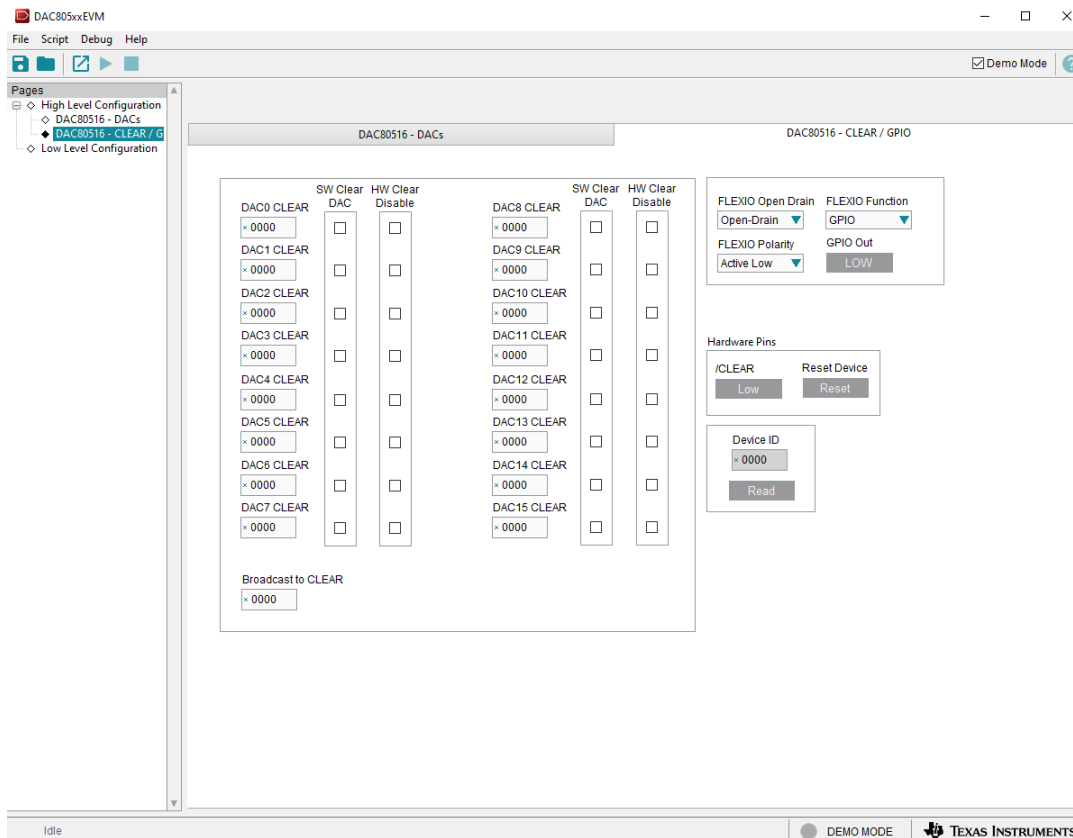 DAC805xxEVM
File Script Debug Help
Demo Mode
Pages
High Level Configuration
DAC80516 - DACs
DAC80516 - CLEAR / G
Low Level Configuration
DAC80516 - DACs
DAC80516 - CLEAR / GPIO
SW Clear DAC
HW Clear Disable
DAC0 CLEAR
× 0000
DAC1 CLEAR
× 0000
DAC2 CLEAR
× 0000
DAC3 CLEAR
× 0000
DAC4 CLEAR
× 0000
DAC5 CLEAR
× 0000
DAC6 CLEAR
× 0000
DAC7 CLEAR
× 0000
Broadcast to CLEAR
× 0000
SW Clear DAC
HW Clear Disable
DAC8 CLEAR
× 0000
DAC9 CLEAR
× 0000
DAC10 CLEAR
× 0000
DAC11 CLEAR
× 0000
DAC12 CLEAR
× 0000
DAC13 CLEAR
× 0000
DAC14 CLEAR
× 0000
DAC15 CLEAR
× 0000
FLEXIO Open Drain FLEXIO Function
Open-Drain GPIO
FLEXIO Polarity GPIO Out
Active Low LOW
Hardware Pins
/CLEAR Reset Device
Low Reset
Device ID
× 0000
Read
Idle
DEMO MODE
TEXAS INSTRUMENTS